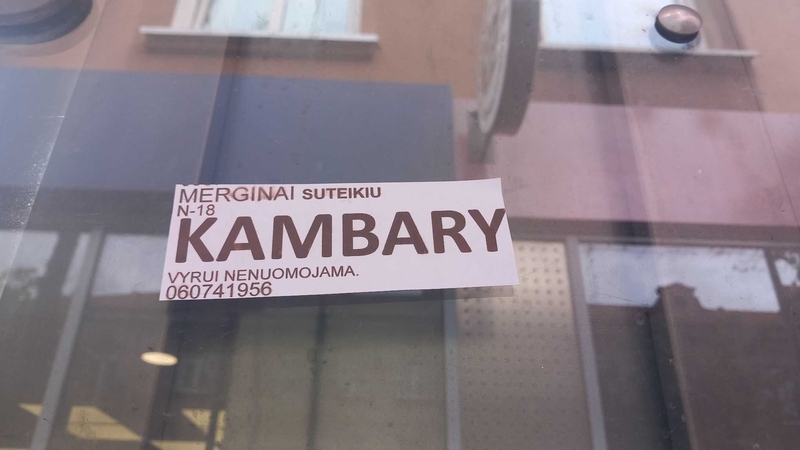 MERGINAI SUTEIKIU
N-18
KAMBARY
VYRUI NENUOMOJAMA.
060741956